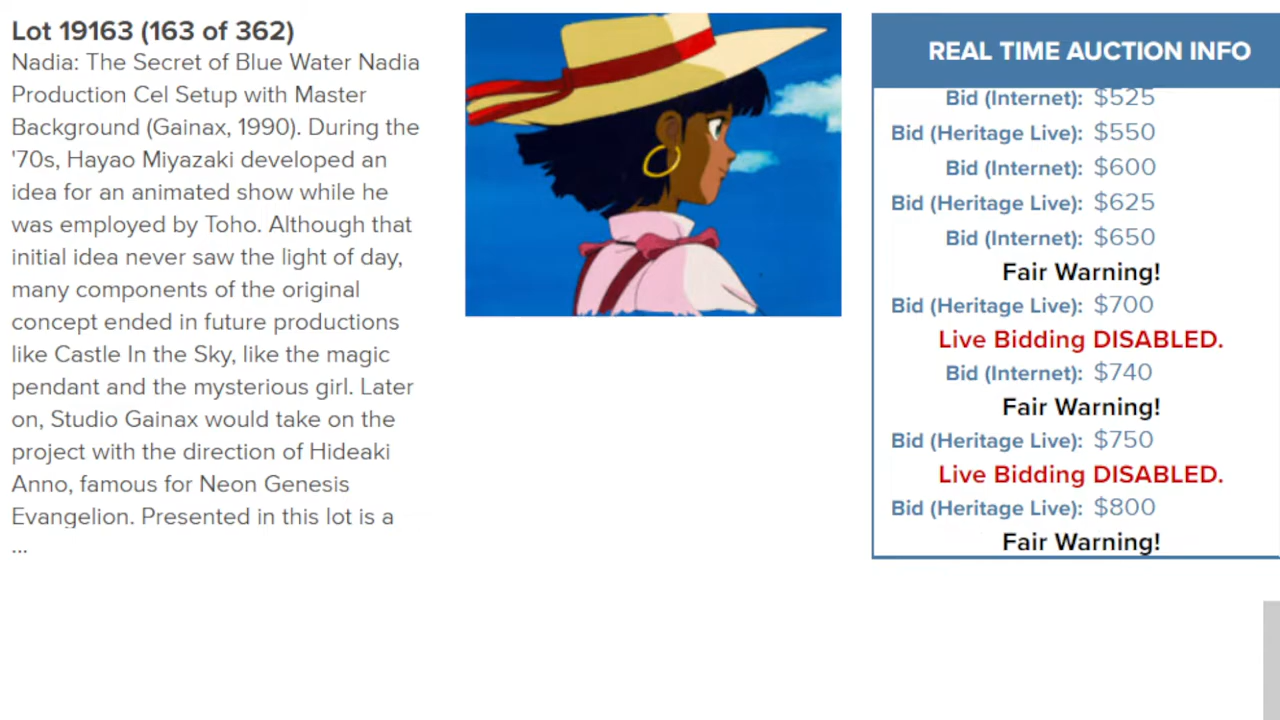 Lot 19163 (163 of 362)
Nadia: The Secret of Blue Water Nadia
Production Cel Setup with Master
Background (Gainax, 1990). During the
'70s, Hayao Miyazaki developed an
idea for an animated show while he
was employed by Toho. Although that
initial idea never saw the light of day,
many components of the original
concept ended in future productions
like Castle In the Sky, like the magic
pendant and the mysterious girl. Later
on, Studio Gainax would take on the
project with the direction of Hideaki
Anno, famous for Neon Genesis
Evangelion. Presented in this lot is a
...
REAL TIME AUCTION INFO
Bid (Internet): $525
Bid (Heritage Live): $550
Bid (Internet): $600
Bid (Heritage Live): $625
Bid (Internet): $650
Fair Warning!
Bid (Heritage Live): $700
Live Bidding DISABLED.
Bid (Internet): $740
Fair Warning!
Bid (Heritage Live): $750
Live Bidding DISABLED.
Bid (Heritage Live): $800
Fair Warning!